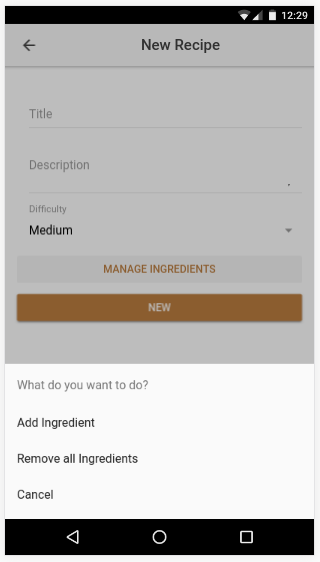 12:29
New Recipe
Title
Description
Difficulty
Medium
MANAGE INGREDIENTS
NEW
What do you want to do?
Add Ingredient
Remove all Ingredients
Cancel